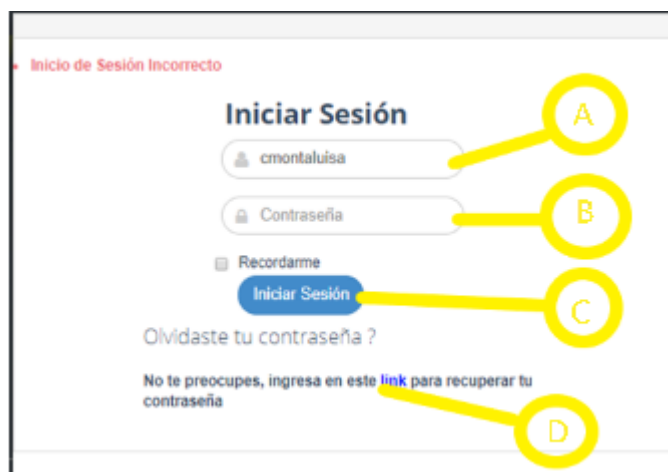 Inicio de Sesión Incorrecto
Iniciar Sesión
A
cmontaluisa
B
Contraseña
Recordarme
Iniciar Sesión
C
Olvidaste tu contraseña ?
No te preocupes, ingresa en este link para recuperar tu
contraseña
D